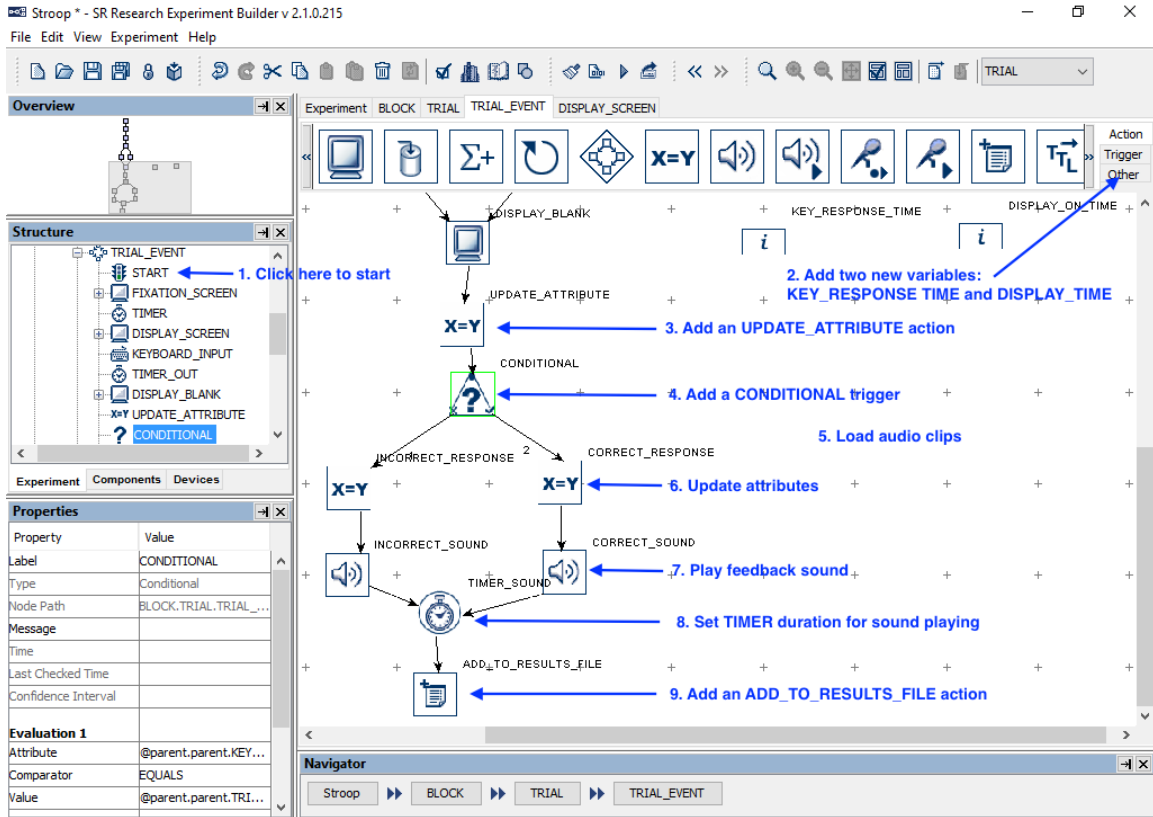 Stroop * - SR Research Experiment Builder v 2.1.0.215
File Edit View Experiment Help
TRIAL
Overview
Experiment BLOCK TRIAL TRIAL_EVENT DISPLAY_SCREEN
Σ+ X=Y TTL
Action
Trigger
Other
DISPLAY_BLANK KEY_RESPONSE_TIME DISPLAY_ON_TIME
i i
Structure
TRIAL_EVENT
START
FIXATION_SCREEN
TIMER
DISPLAY_SCREEN
KEYBOARD_INPUT
TIMER_OUT
DISPLAY_BLANK
X=Y UPDATE_ATTRIBUTE
? CONDITIONAL
1. Click here to start
2. Add two new variables:
KEY_RESPONSE TIME and DISPLAY_TIME
UPDATE_ATTRIBUTE
X=Y
3. Add an UPDATE_ATTRIBUTE action
CONDITIONAL
?
4. Add a CONDITIONAL trigger
5. Load audio clips
INCORRECT_RESPONSE 2 CORRECT_RESPONSE
X=Y X=Y
6. Update attributes
INCORRECT_SOUND CORRECT_SOUND
7. Play feedback sound
TIMER_SOUND
8. Set TIMER duration for sound playing
ADD_TO_RESULTS_FILE
9. Add an ADD_TO_RESULTS_FILE action
Experiment Components Devices
Properties
Property Value
Label CONDITIONAL
Type Conditional
Node Path BLOCK.TRIAL.TRIAL_...
Message
Time
Last Checked Time
Confidence Interval
Evaluation 1
Attribute @parent.parent.KEY...
Comparator EQUALS
Value @parent.parent.TRI...
Navigator
Stroop BLOCK TRIAL TRIAL_EVENT